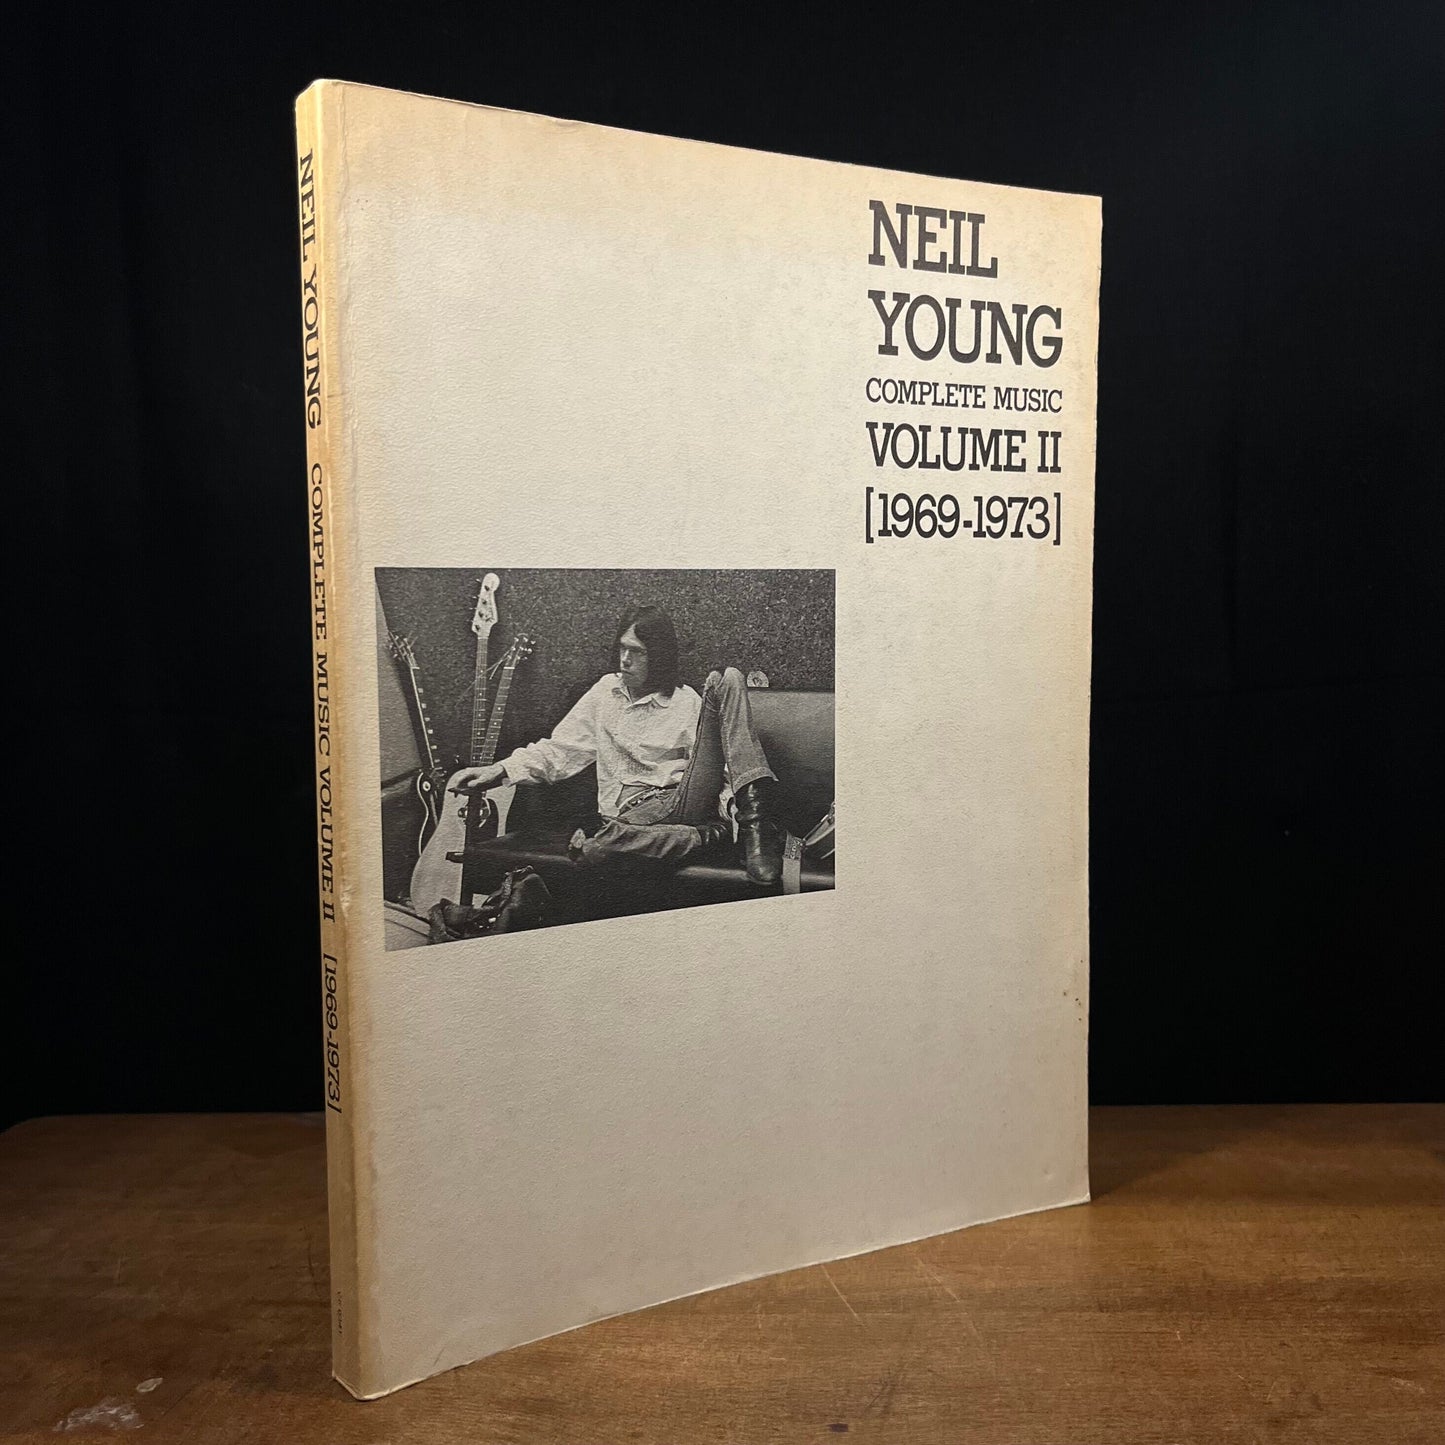 NEIL
YOUNG
COMPLETE MUSIC
VOLUME II
[1969-1973]
NEIL YOUNG COMPLETE MUSIC VOLUME II [1969-1973]